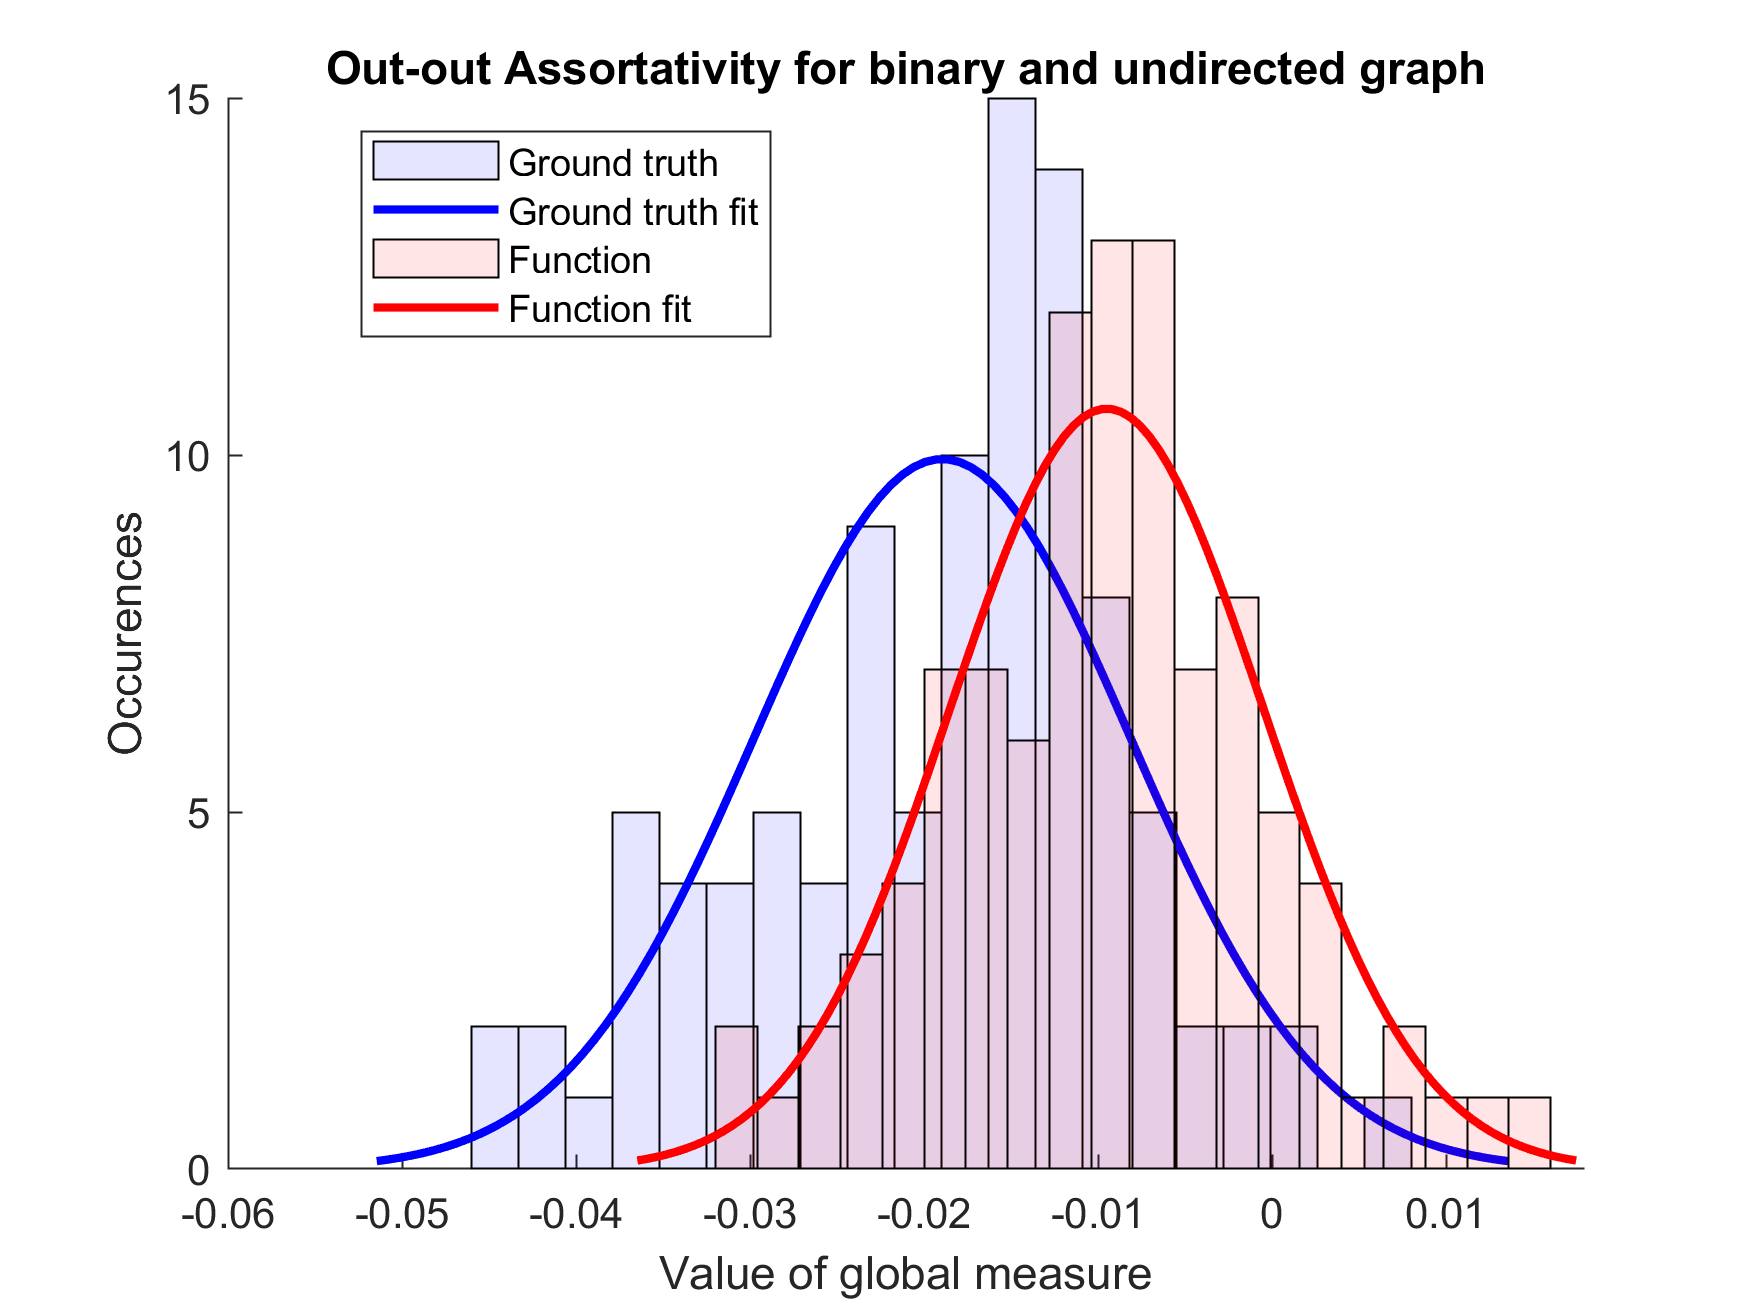 Out-out Assortativity for binary and undirected graph
15
Ground truth
Ground truth fit
Function
Function fit
10
Occurences
5
0
-0.06 -0.05 -0.04 -0.03 -0.02 -0.01 0 0.01
Value of global measure